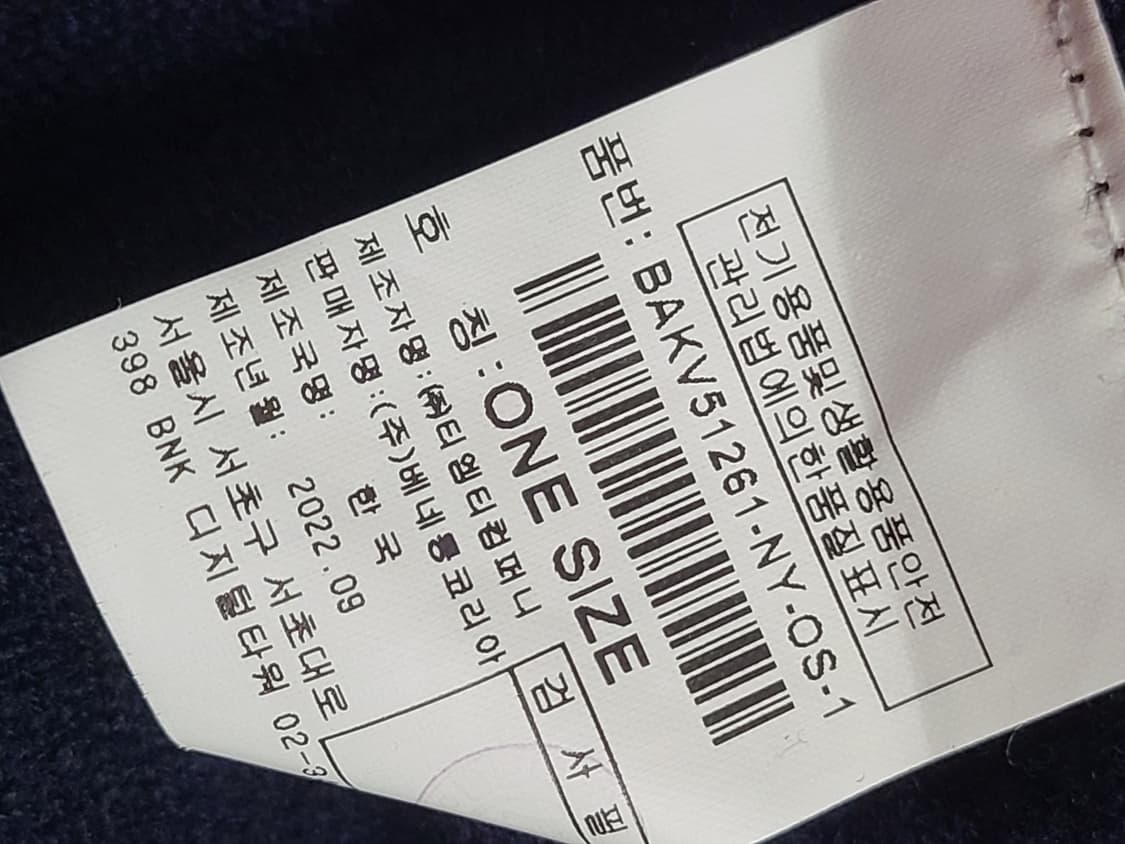 전기용품및생활용품안전
관리법에의한품질표시
품번: BAKV51261-NY-OS-1
호 칭:ONE SIZE
제조자명:(주)티엘티컴퍼니
판매자명:(주)베네통코리아
제조국명: 한국
제조년월: 2022.09
서울시 서초구 서초대로
398 BNK 디지털타워 02-3
검 사 필